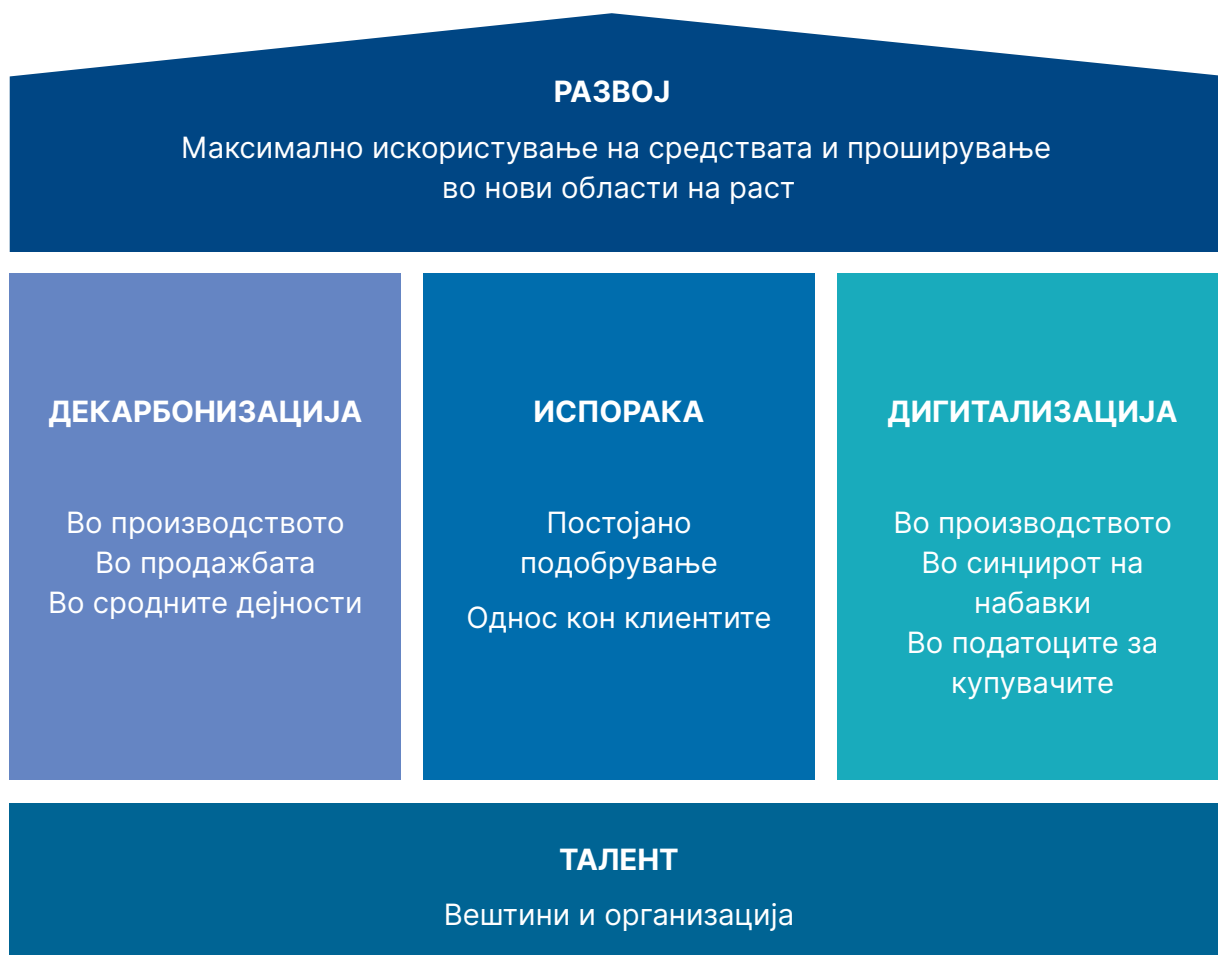 РАЗВОЈ
Максимално искористување на средствата и проширување
во нови области на раст
ДЕКАРБОНИЗАЦИЈА
Во производството
Во продажбата
Во сродните дејности
ИСПОРАКА
Постојано
подобрување
Однос кон клиентите
ДИГИТАЛИЗАЦИЈА
Во производството
Во синџирот на
набавки
Во податоците за
купувачите
ТАЛЕНТ
Вештини и организација